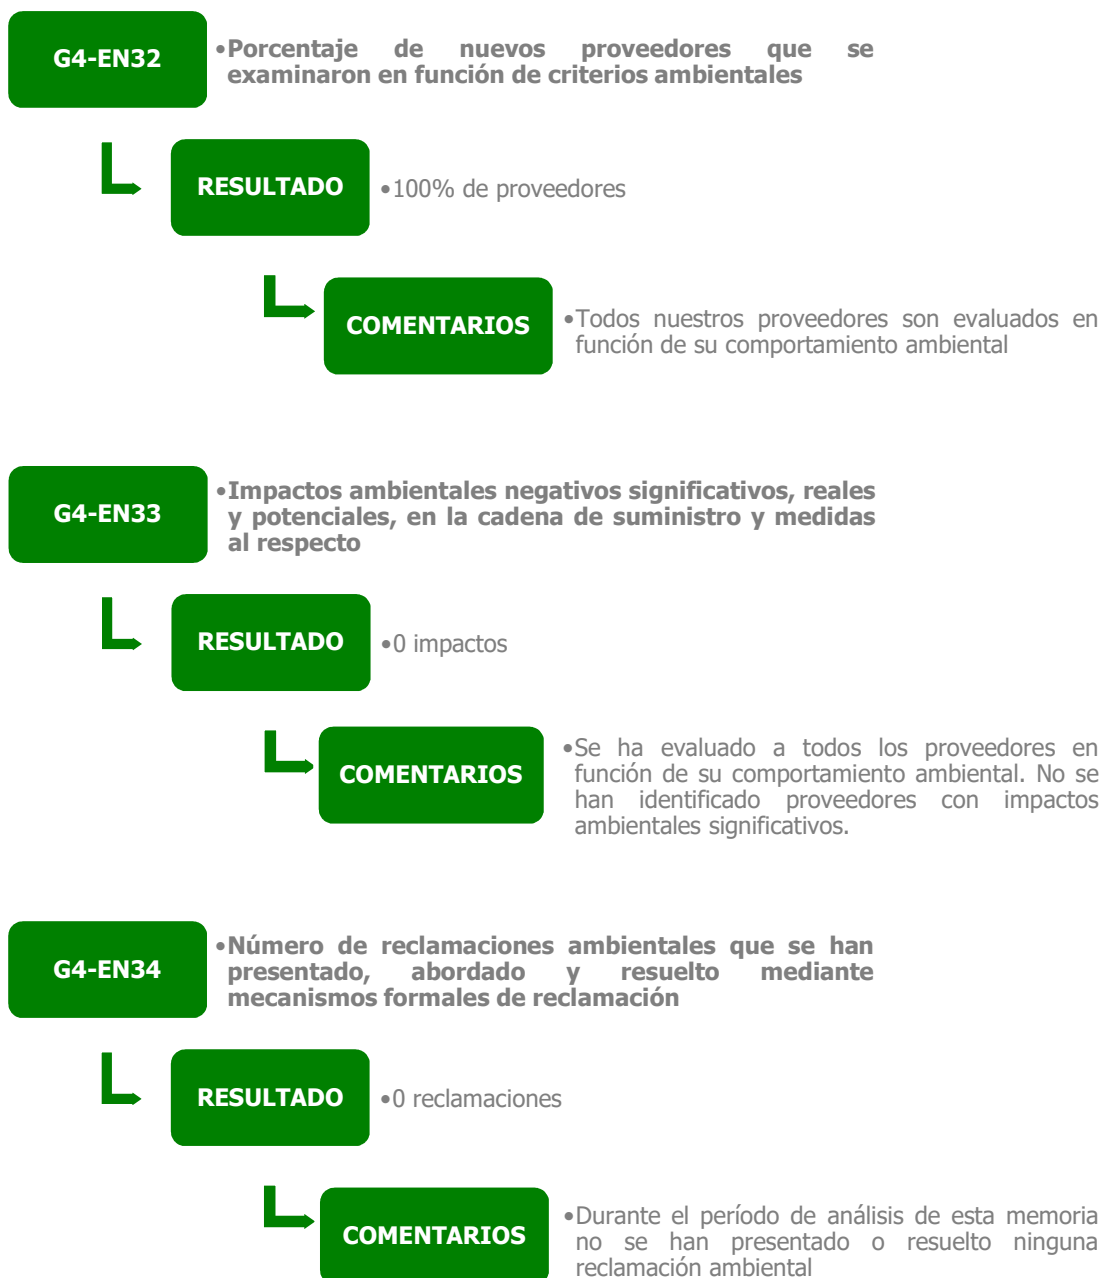 G4-EN32
•Porcentaje de nuevos proveedores que se
examinaron en función de criterios ambientales
RESULTADO
•100% de proveedores
COMENTARIOS
•Todos nuestros proveedores son evaluados en
función de su comportamiento ambiental
G4-EN33
•Impactos ambientales negativos significativos, reales
y potenciales, en la cadena de suministro y medidas
al respecto
RESULTADO
•0 impactos
COMENTARIOS
•Se ha evaluado a todos los proveedores en
función de su comportamiento ambiental. No se
han identificado proveedores con impactos
ambientales significativos.
G4-EN34
•Número de reclamaciones ambientales que se han
presentado, abordado y resuelto mediante
mecanismos formales de reclamación
RESULTADO
•0 reclamaciones
COMENTARIOS
•Durante el período de análisis de esta memoria
no se han presentado o resuelto ninguna
reclamación ambiental